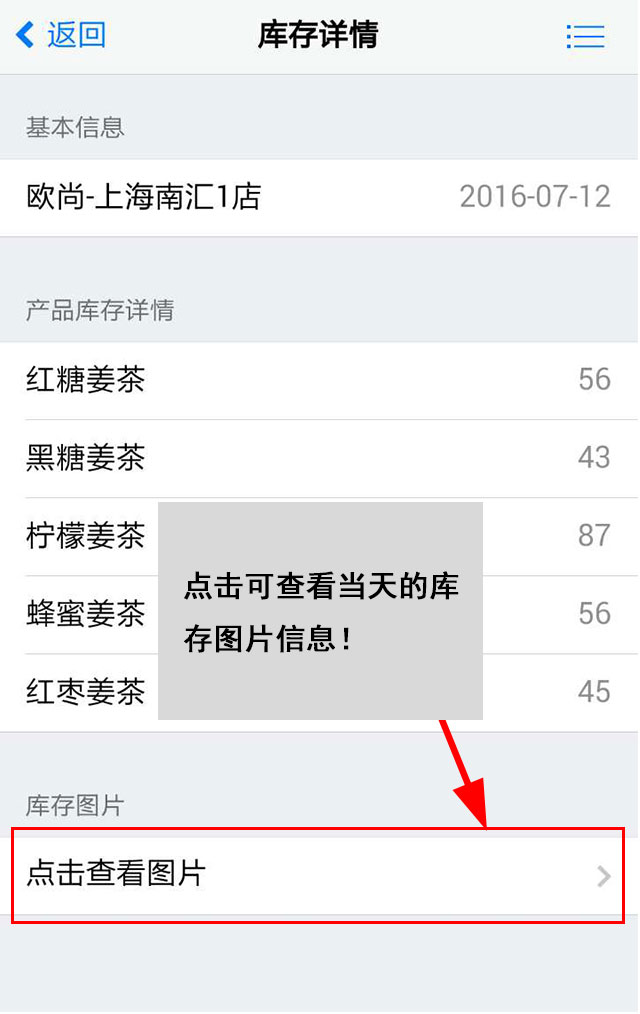 返回 库存详情
基本信息
欧尚-上海南汇1店 2016-07-12
产品库存详情
红糖姜茶 56
黑糖姜茶 43
柠檬姜茶 87
蜂蜜姜茶 56
红枣姜茶 45
点击可查看当天的库
存图片信息！
库存图片
点击查看图片